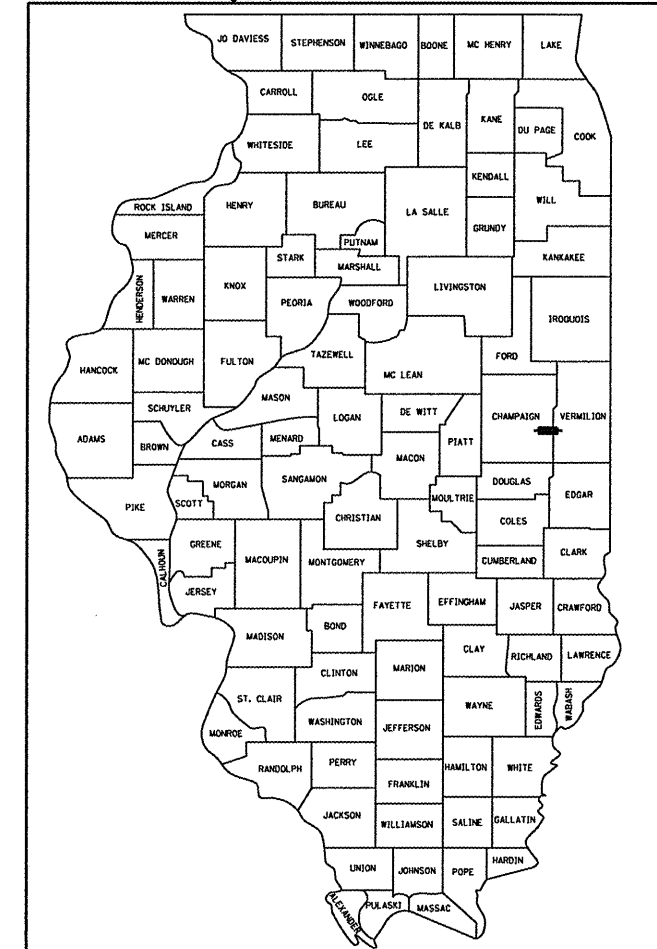 JO DAVIESS
STEPHENSON
WINNEBAGO
BOONE
MC HENRY
LAKE
CARROLL
OGLE
DE KALB
KANE
DU PAGE
COOK
WHITESIDE
LEE
KENDALL
WILL
ROCK ISLAND
HENRY
BUREAU
LA SALLE
GRUNDY
MERCER
PUTNAM
STARK
MARSHALL
KANKAKEE
HENDERSON
WARREN
KNOX
PEORIA
WOODFORD
LIVINGSTON
IROQUOIS
HANCOCK
MC DONOUGH
FULTON
TAZEWELL
MC LEAN
FORD
SCHUYLER
MASON
LOGAN
DE WITT
CHAMPAIGN
VERMILION
ADAMS
BROWN
CASS
MENARD
MACON
PIATT
PIKE
SCOTT
MORGAN
SANGAMON
CHRISTIAN
MOULTRIE
DOUGLAS
EDGAR
COLES
CALHOUN
GREENE
MACOUPIN
MONTGOMERY
SHELBY
CUMBERLAND
CLARK
JERSEY
FAYETTE
EFFINGHAM
JASPER
CRAWFORD
MADISON
BOND
CLAY
RICHLAND
LAWRENCE
CLINTON
MARION
ST. CLAIR
WASHINGTON
WAYNE
EDWARDS
WABASH
MONROE
JEFFERSON
RANDOLPH
PERRY
FRANKLIN
HAMILTON
WHITE
JACKSON
WILLIAMSON
SALINE
GALLATIN
UNION
JOHNSON
POPE
HARDIN
ALEXANDER
PULASKI
MASSAC